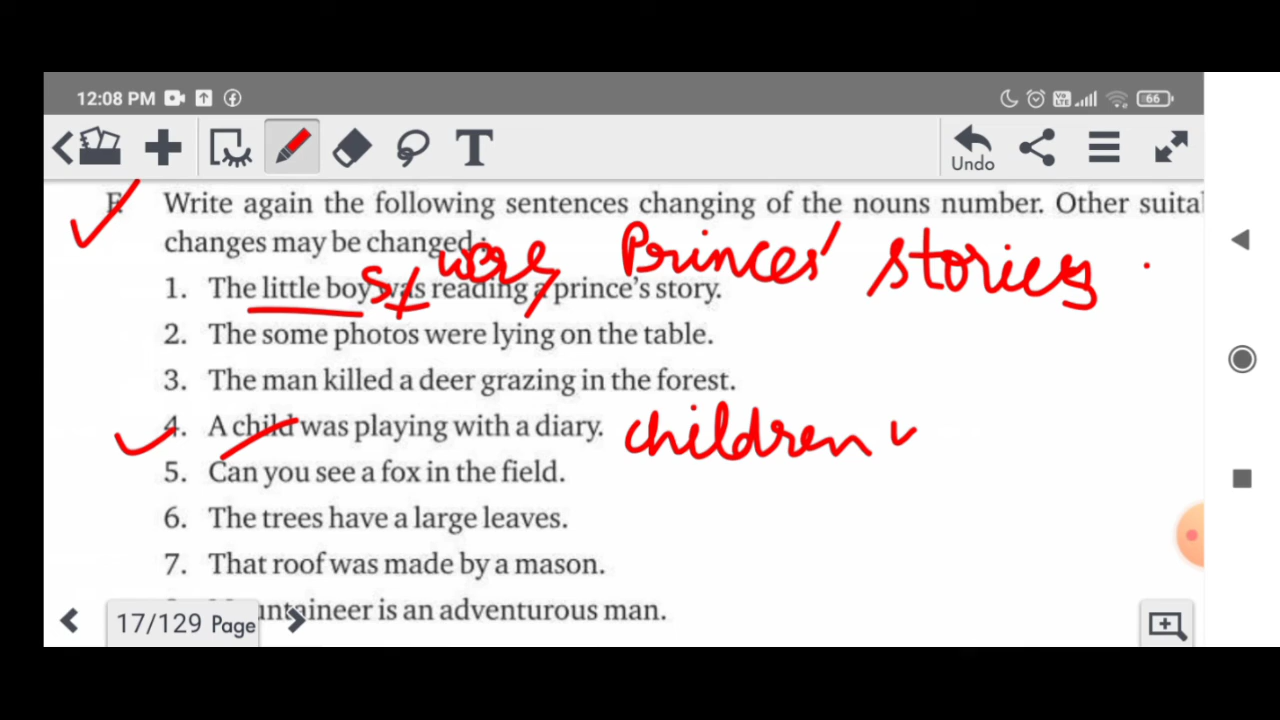 12:08 PM
66
T
Undo
F. Write again the following sentences changing of the nouns number. Other suita
changes may be changed :
were Princes' stories.
1. The little boy s was reading a prince's story.
2. The some photos were lying on the table.
3. The man killed a deer grazing in the forest.
4. A child was playing with a diary. children
5. Can you see a fox in the field.
6. The trees have a large leaves.
7. That roof was made by a mason.
is an adventurous man.
17/129 Page